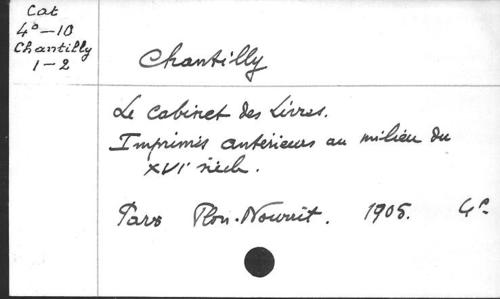 Cat
4°–10
Chantilly
1–2
Chantilly
Le Cabinet des Livres.
Imprimés antérieurs au milieu du
XVI siècle.
Paris Plon-Nourrit. 1905. 4°